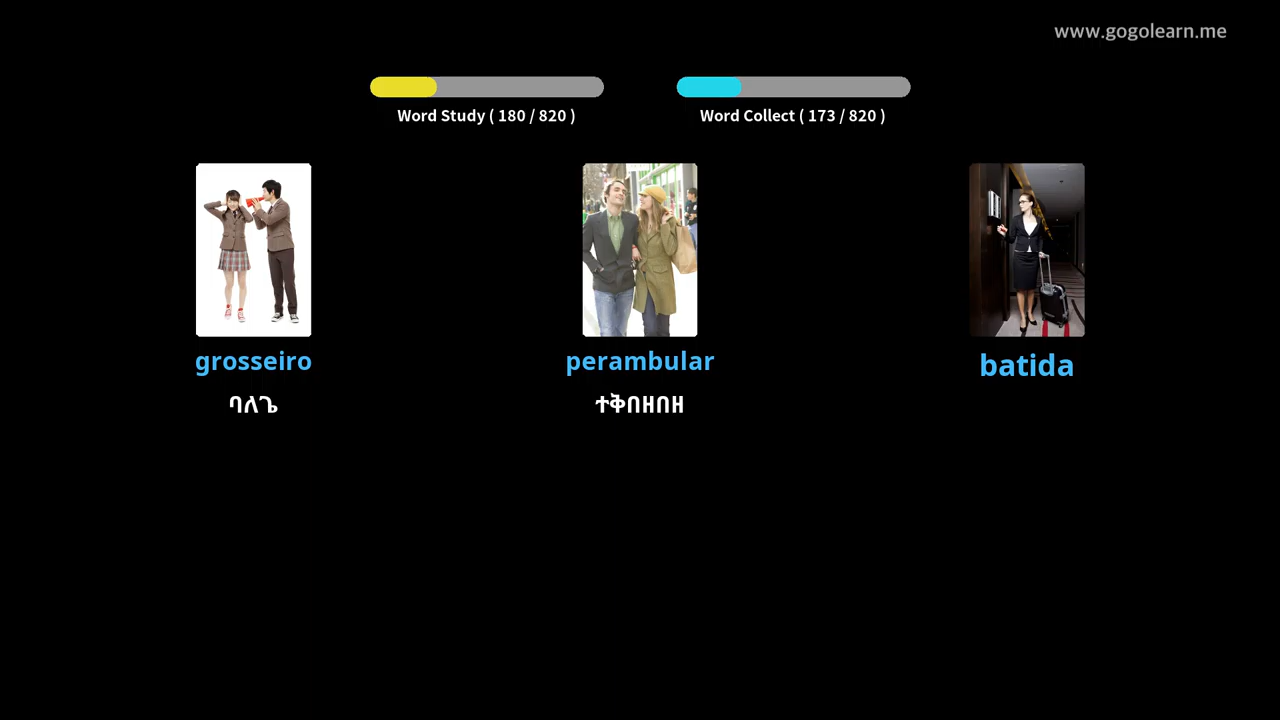 www.gogolearn.me
Word Study ( 180 / 820 )
Word Collect ( 173 / 820 )
grosseiro
perambular
batida
ባለጌ
ተቅበዘበዘ